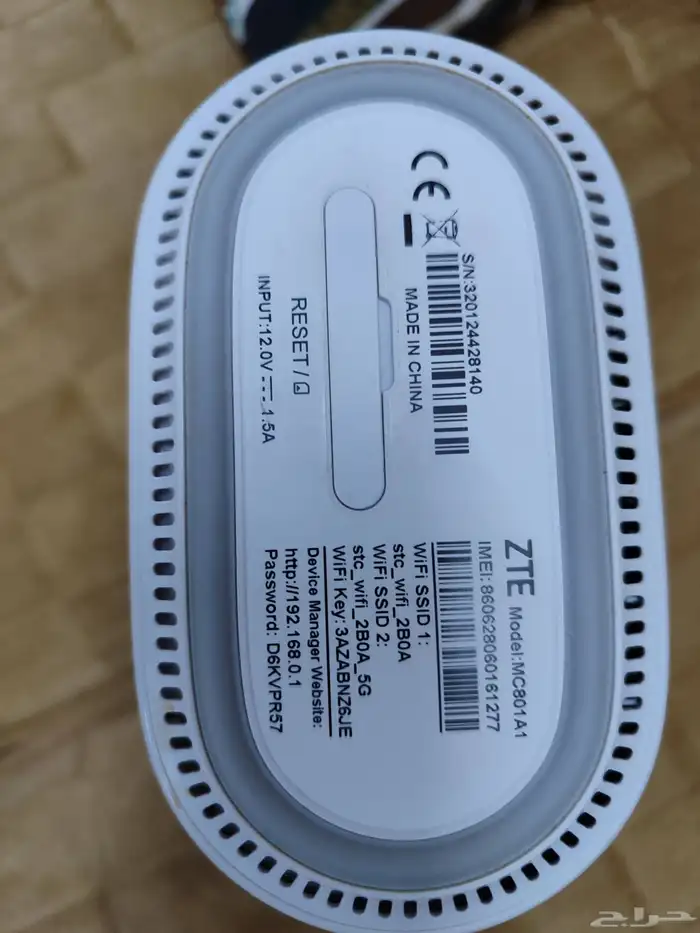 ZTE Model:MC801A1
IMEI: 860628060161277
WiFi SSID 1:
stc_wifi_2B0A
WiFi SSID 2:
stc_wifi_2B0A_5G
WiFi Key: 3AZABNZ6JE
Device Manager Website:
http://192.168.0.1
Password: D6KVPR57
CE
S/N:320124428140
MADE IN CHINA
RESET /
INPUT:12.0V 1.5A
حراج